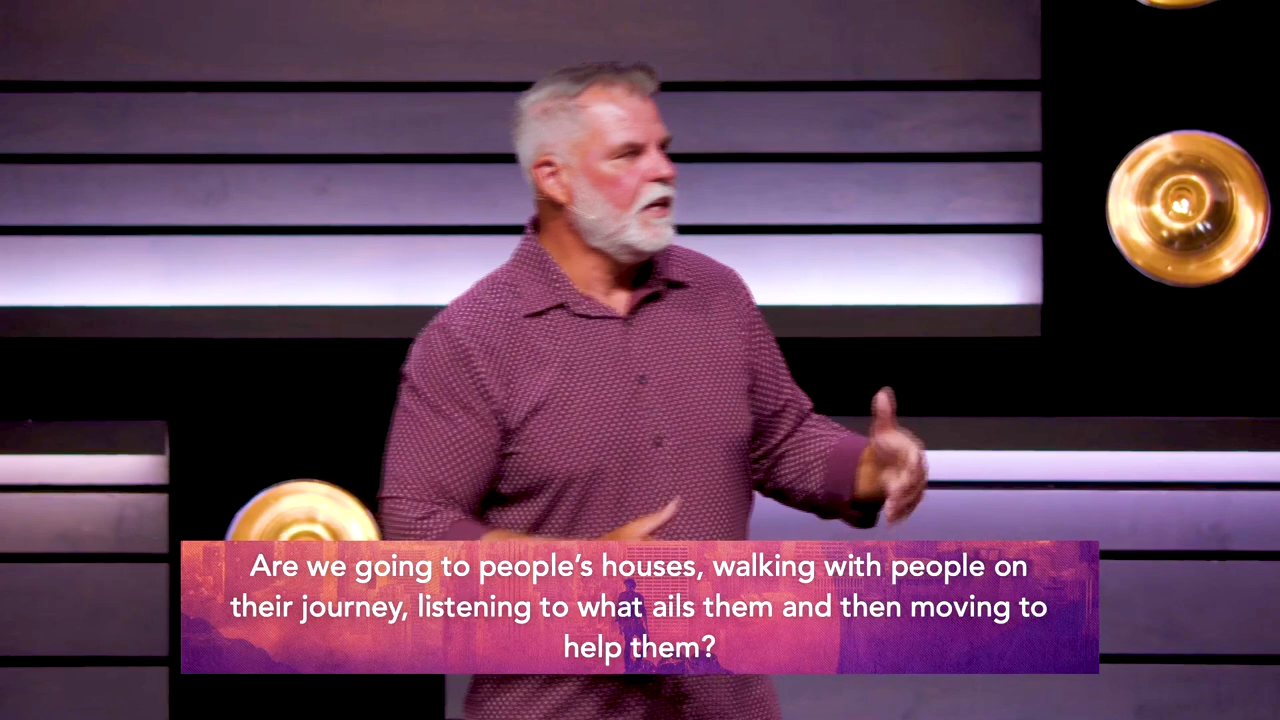 Are we going to people's houses, walking with people on
their journey, listening to what ails them and then moving to
help them?